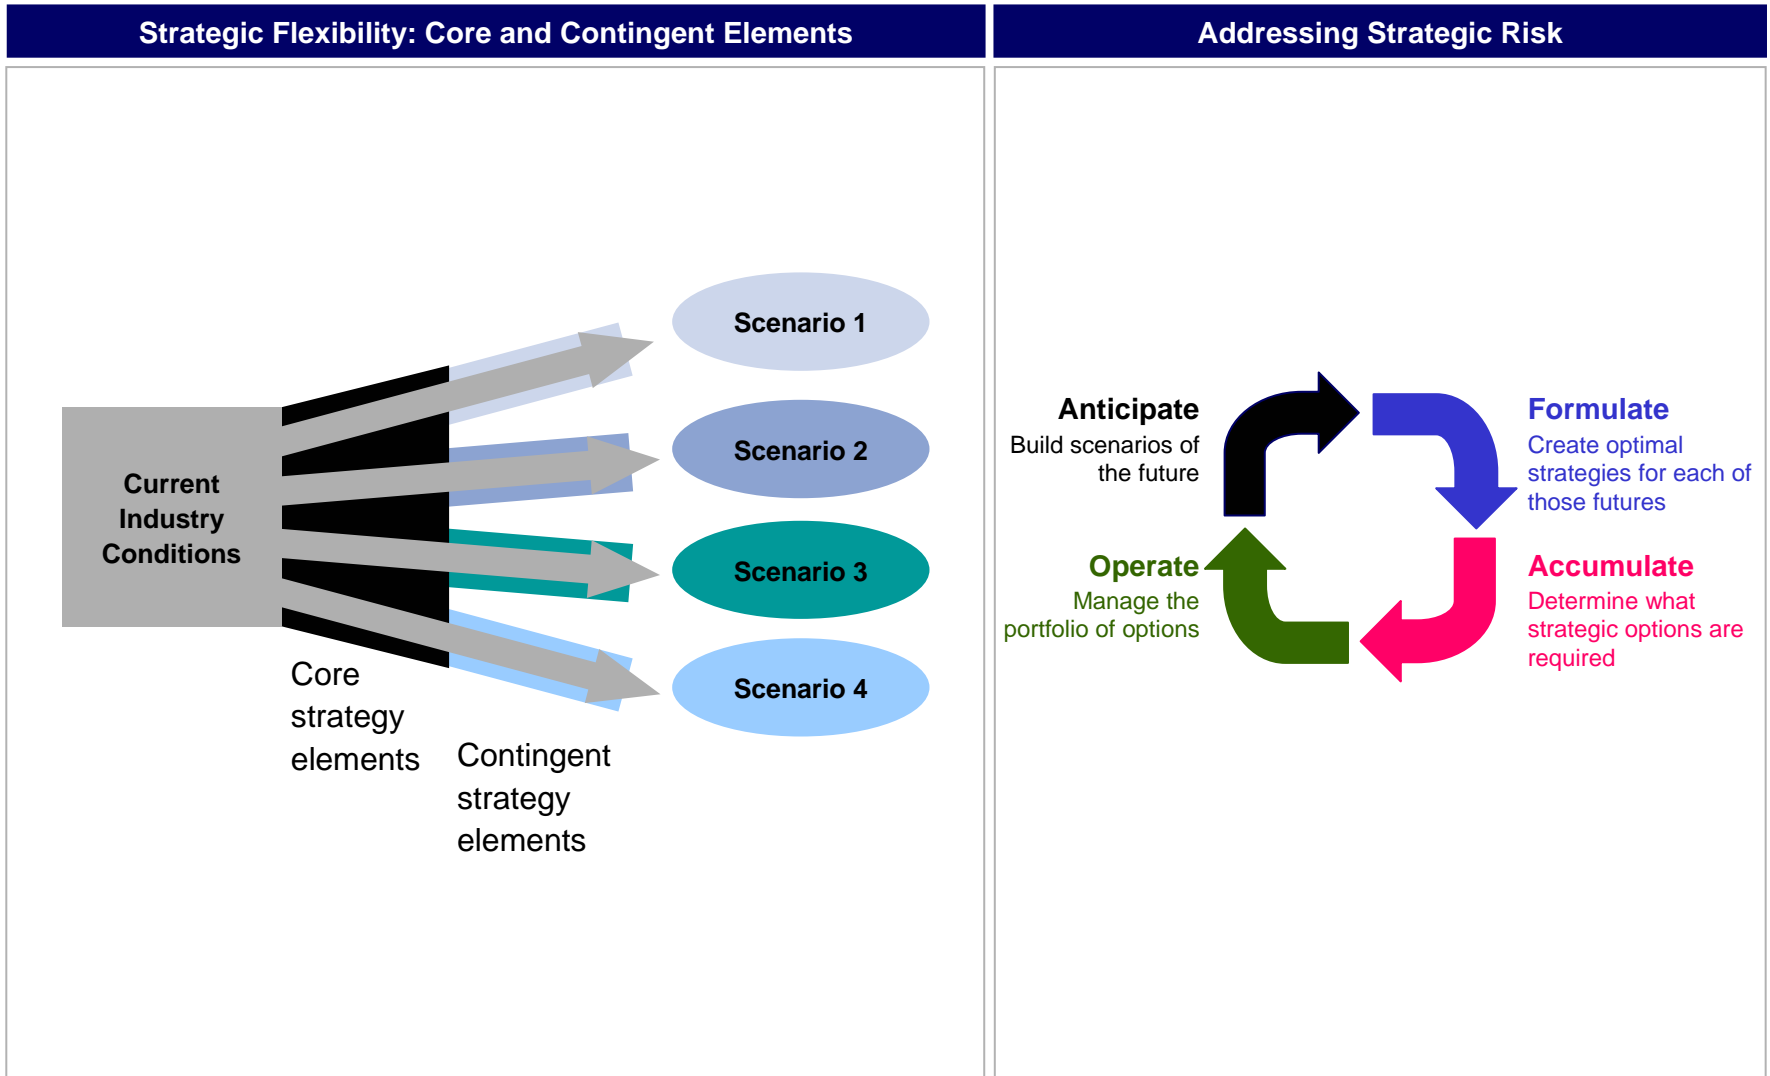 Strategic Flexibility: Core and Contingent Elements
Current
Industry
Conditions
Core
strategy
elements
Contingent
strategy
elements
Scenario 1
Scenario 2
Scenario 3
Scenario 4
Addressing Strategic Risk
Anticipate
Build scenarios of
the future
Formulate
Create optimal
strategies for each of
those futures
Operate
Manage the
portfolio of options
Accumulate
Determine what
strategic options are
required